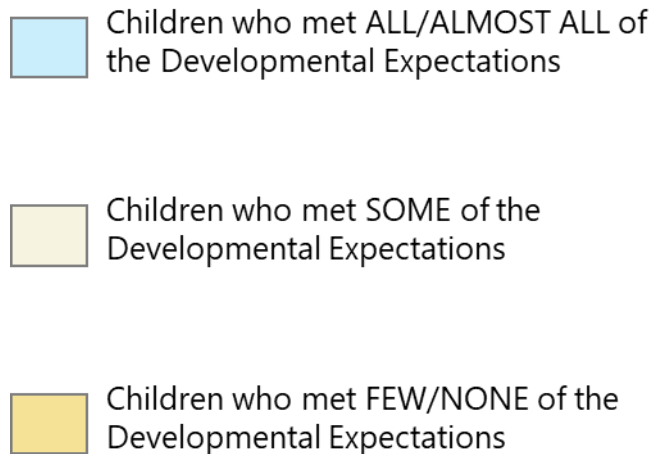 Children who met ALL/ALMOST ALL of
the Developmental Expectations
Children who met SOME of the
Developmental Expectations
Children who met FEW/NONE of the
Developmental Expectations